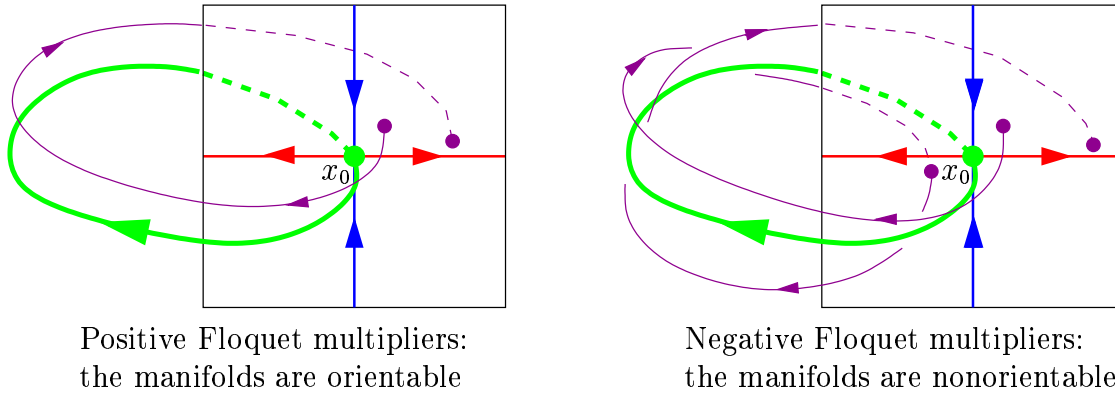 x₀
x₀
Positive Floquet multipliers:
the manifolds are orientable
Negative Floquet multipliers:
the manifolds are nonorientable